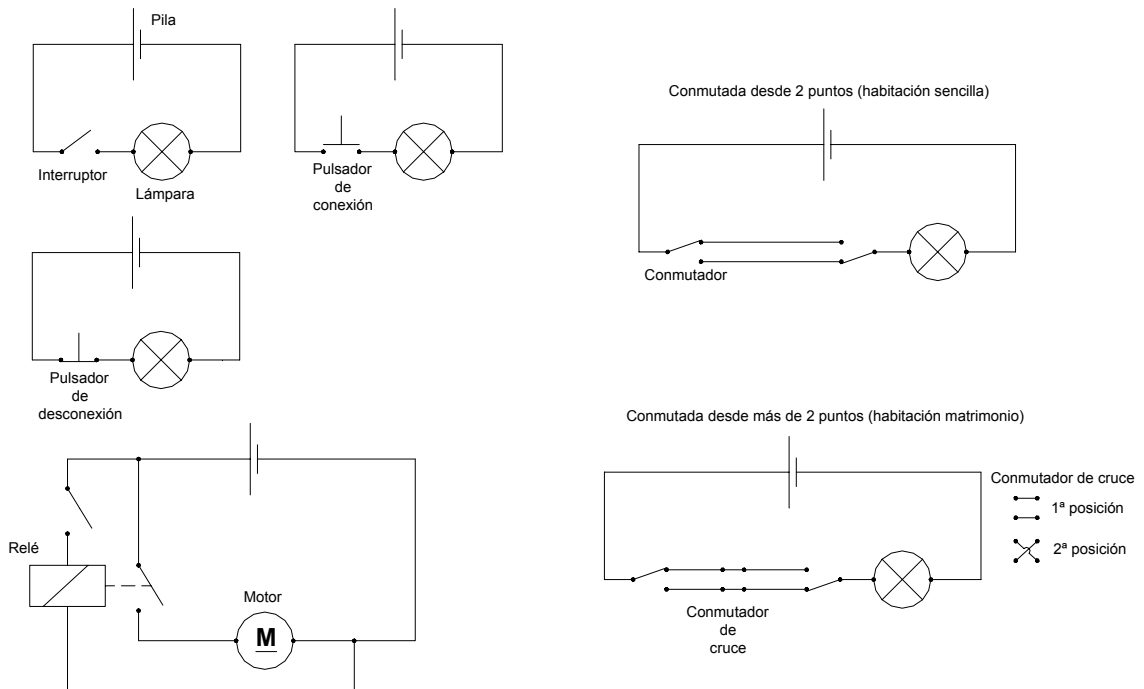 Pila
Interruptor
Lámpara
Pulsador
de
conexión
Pulsador
de
desconexión
Relé
Motor
M
Conmutada desde 2 puntos (habitación sencilla)
Conmutador
Conmutada desde más de 2 puntos (habitación matrimonio)
Conmutador
de
cruce
Conmutador de cruce
1ª posición
2ª posición